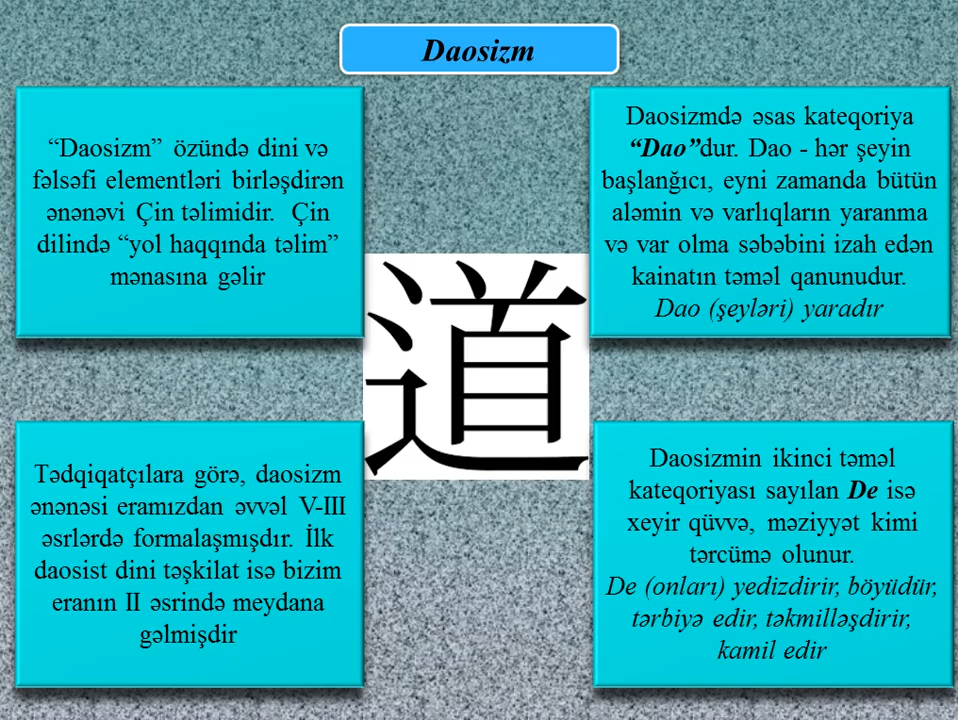 Daosizm
“Daosizm” özündə dini və
fəlsəfi elementləri birləşdirən
ənənəvi Çin təlimidir. Çin
dilində “yol haqqında təlim”
mənasına gəlir
Daosizmdə əsas kateqoriya
“Dao”dur. Dao - hər şeyin
başlanğıcı, eyni zamanda bütün
aləmin və varlıqların yaranma
və var olma səbəbini izah edən
kainatın təməl qanunudur.
Dao (şeyləri) yaradır
道
Tədqiqatçılara görə, daosizm
ənənəsi eramızdan əvvəl V-III
əsrlərdə formalaşmışdır. İlk
daosist dini təşkilat isə bizim
eranın II əsrində meydana
gəlmişdir
Daosizmin ikinci təməl
kateqoriyası sayılan De isə
xeyir qüvvə, məziyyət kimi
tərcümə olunur.
De (onları) yedizdirir, böyüdür,
tərbiyə edir, təkmilləşdirir,
kamil edir